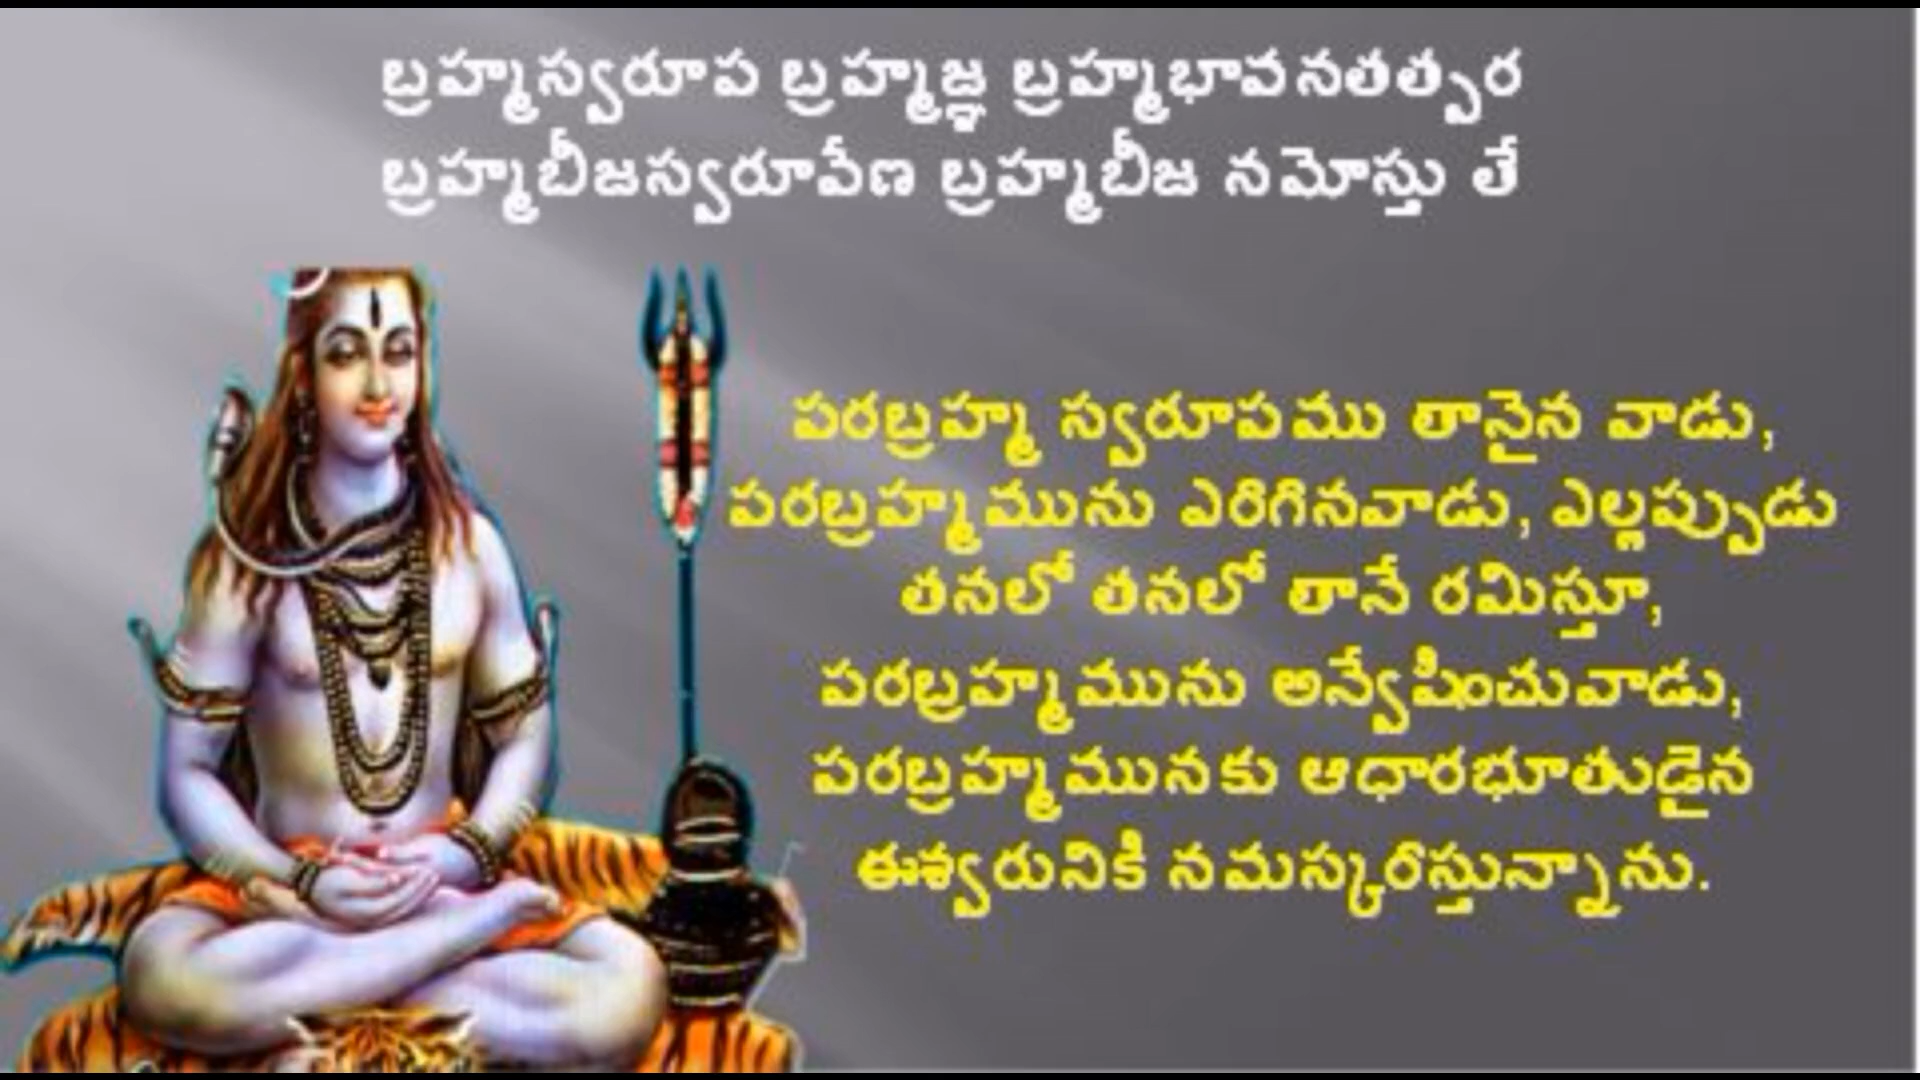 బ్రహ్మస్వరూప బ్రహ్మజ్ఞ బ్రహ్మభావనతత్పర
బ్రహ్మబీజస్వరూవేణ బ్రహ్మబీజ నమోస్తు తే
పరబ్రహ్మ స్వరూపము తానైన వాడు,
పరబ్రహ్మమును ఎరిగినవాడు, ఎల్లప్పుడు
తనలో తనలో తానే రమిస్తూ,
పరబ్రహ్మమును అన్వేషించువాడు,
పరబ్రహ్మమునకు ఆధారభూతుడైన
ఈశ్వరునికి నమస్కరిస్తున్నాను.